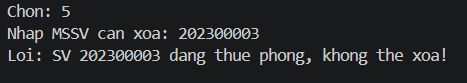 Chon: 5
Nhap MSSV can xoa: 202300003
Loi: SV 202300003 dang thue phong, khong the xoa!